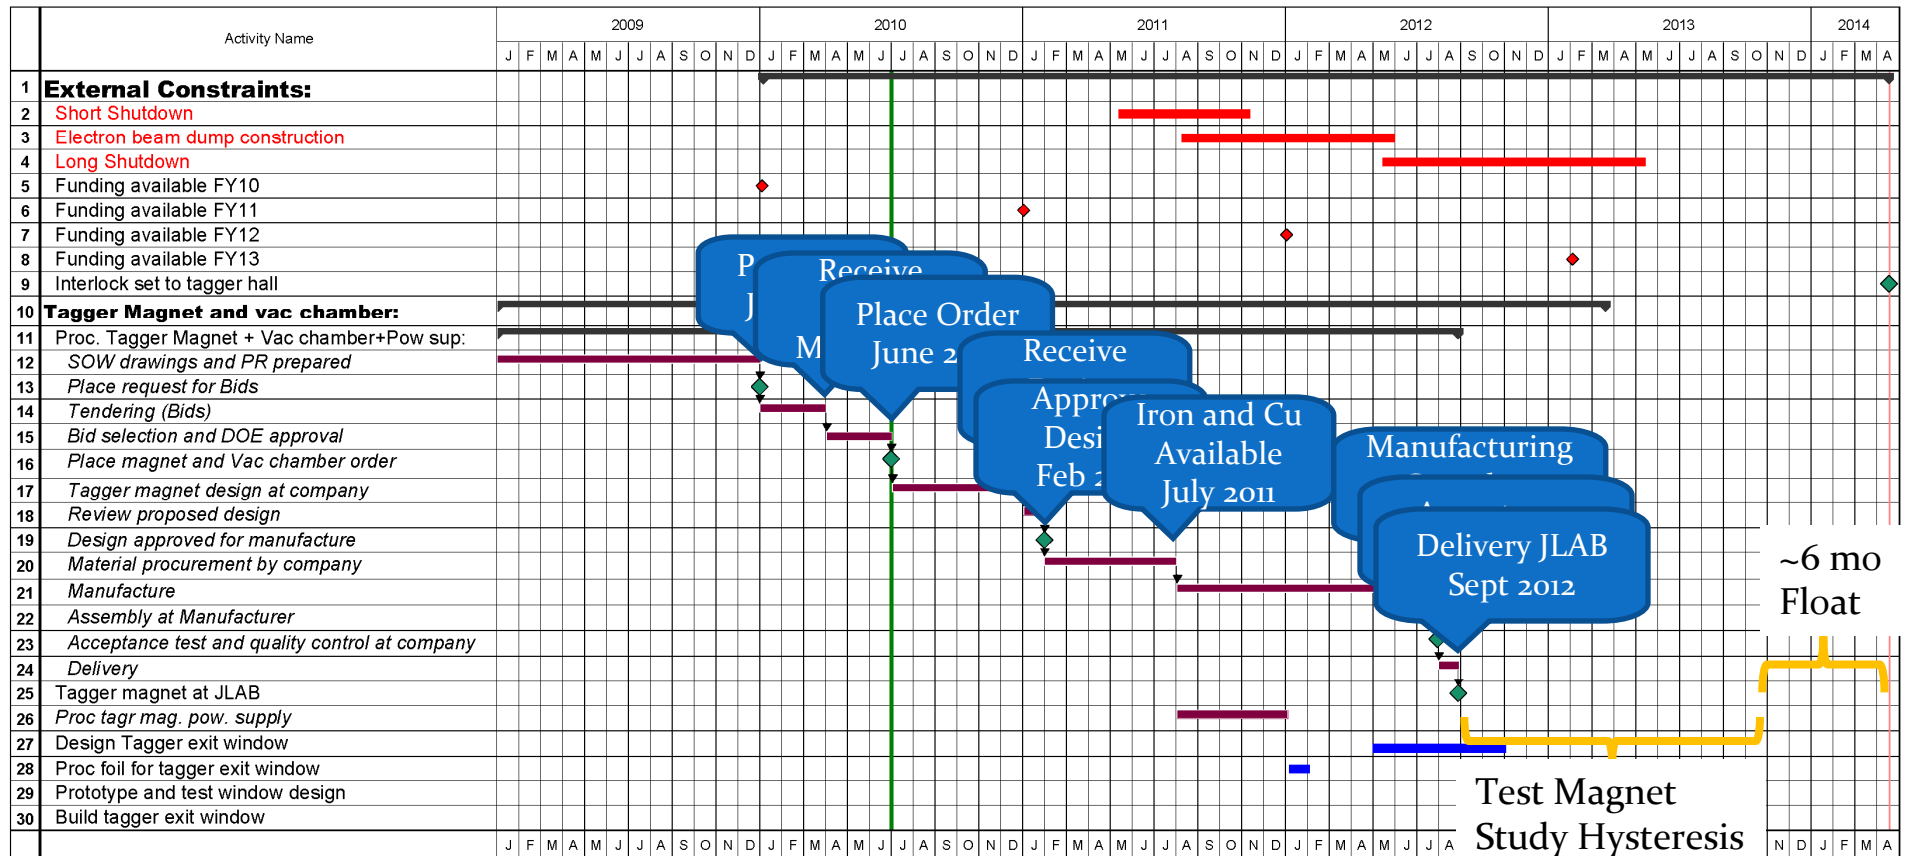 Activity Name
2009 2010 2011 2012 2013 2014
J F M A M J J A S O N D J F M A M J J A S O N D J F M A M J J A S O N D J F M A M J J A S O N D J F M A M J J A S O N D J F M A
1 External Constraints:
2 Short Shutdown
3 Electron beam dump construction
4 Long Shutdown
5 Funding available FY10
6 Funding available FY11
7 Funding available FY12
8 Funding available FY13
9 Interlock set to tagger hall
10 Tagger Magnet and vac chamber:
11 Proc. Tagger Magnet + Vac chamber+Pow sup:
12 SOW drawings and PR prepared
13 Place request for Bids
14 Tendering (Bids)
15 Bid selection and DOE approval
16 Place magnet and Vac chamber order
17 Tagger magnet design at company
18 Review proposed design
19 Design approved for manufacture
20 Material procurement by company
21 Manufacture
22 Assembly at Manufacturer
23 Acceptance test and quality control at company
24 Delivery
25 Tagger magnet at JLAB
26 Proc tagr mag. pow. supply
27 Design Tagger exit window
28 Proc foil for tagger exit window
29 Prototype and test window design
30 Build tagger exit window
Receive
Place Order
June
Receive
Feb
Iron and Cu
Available
July 2011
Manufacturing
Delivery JLAB
Sept 2012
~6 mo
Float
Test Magnet
Study Hysteresis
J F M A M J J A S O N D J F M A M J J A S O N D J F M A M J J A S O N D J F M A M J J A N D J F M A